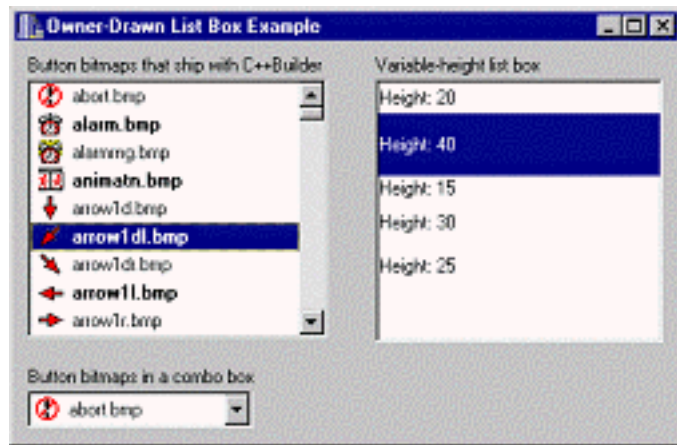 Owner-Drawn List Box Example
Button bitmaps that ship with C++Builder
abort.bmp
alarm.bmp
alarmrng.bmp
animatn.bmp
arrow1d.bmp
arrow1dl.bmp
arrow1dr.bmp
arrow1l.bmp
arrow1r.bmp
Variable-height list box
Height: 20
Height: 40
Height: 15
Height: 30
Height: 25
Button bitmaps in a combo box
abort.bmp